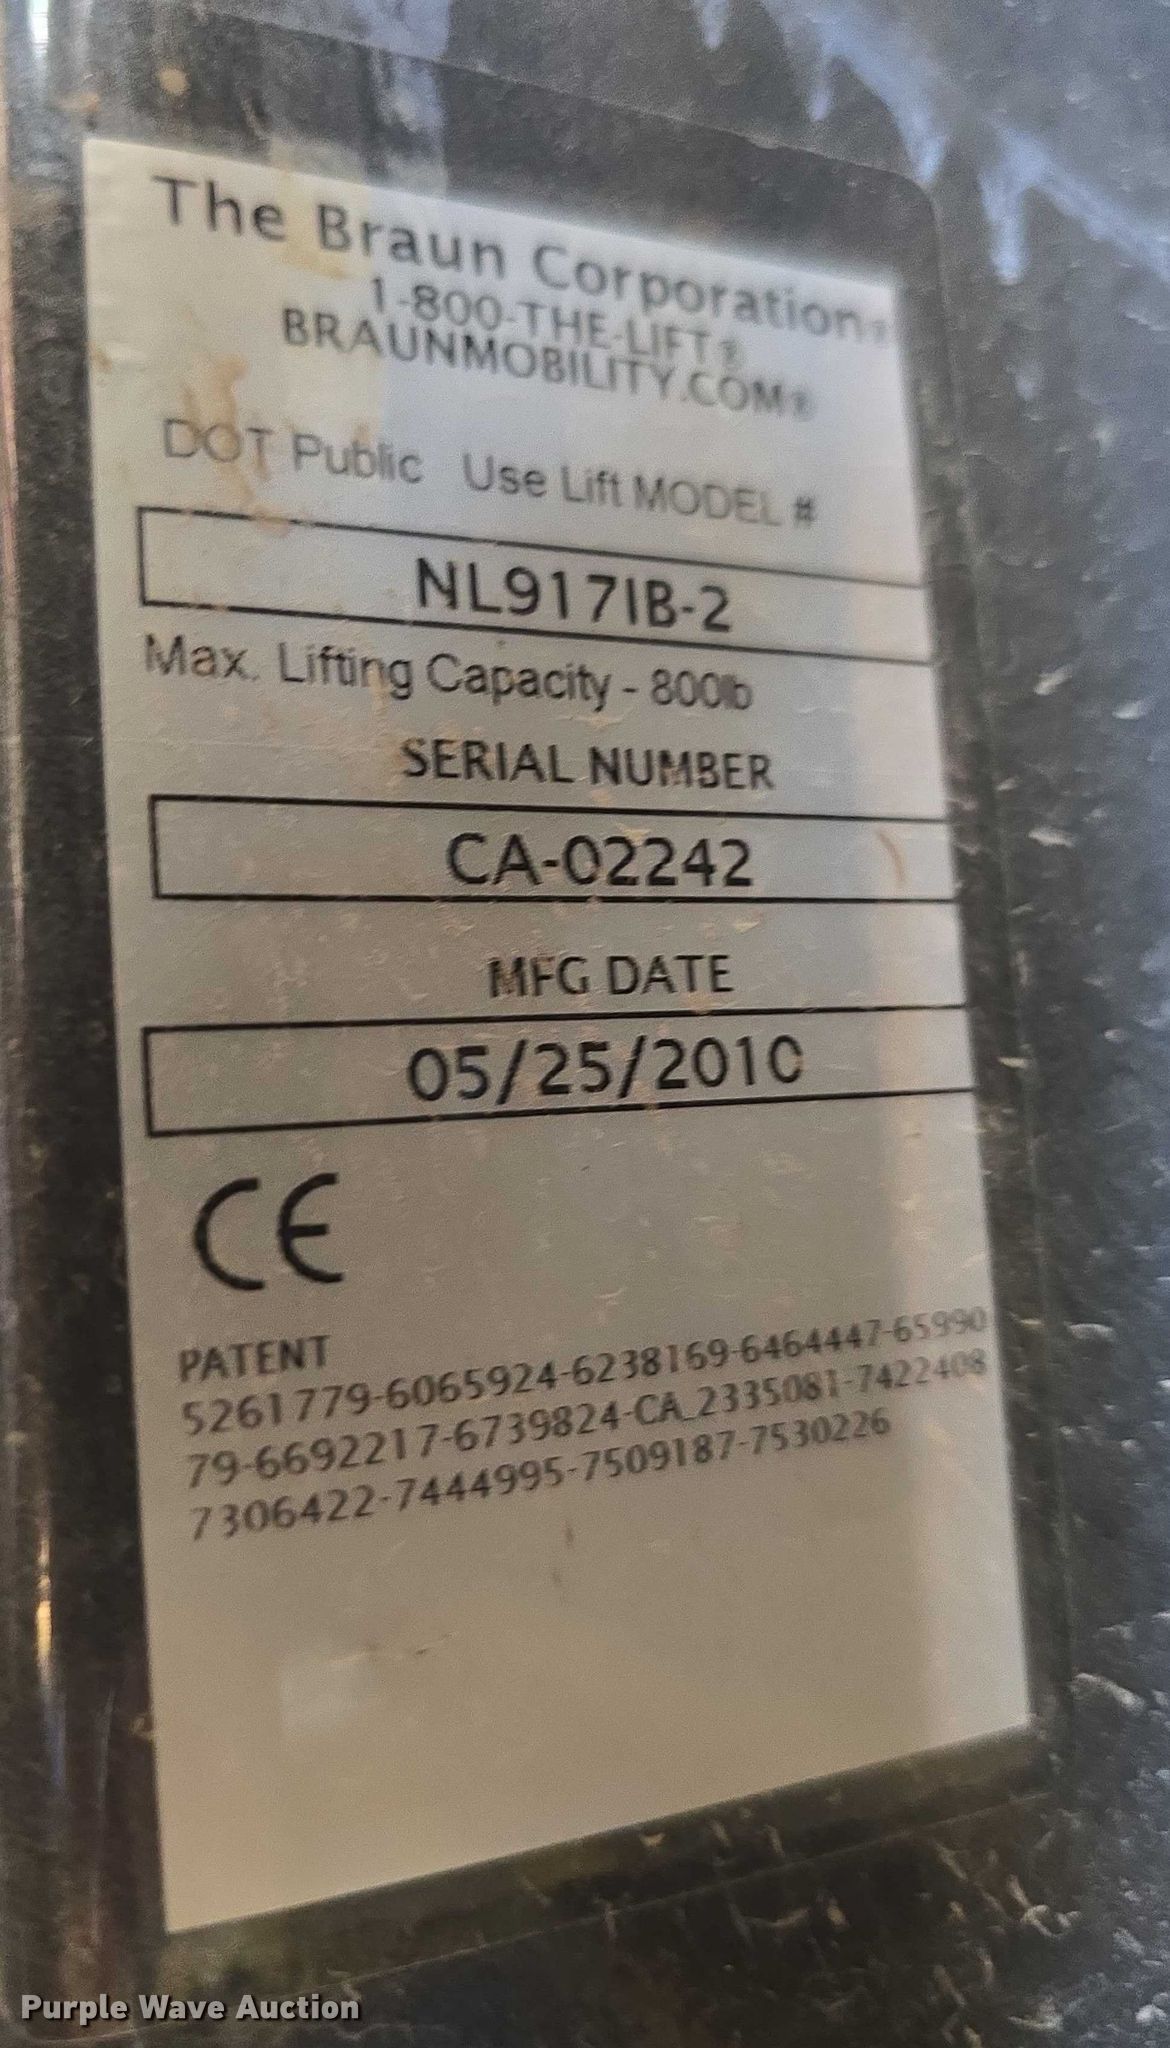 The Braun Corporation®
1-800-THE-LIFT®
BRAUNMOBILITY.COM®
DOT Public Use Lift MODEL #
NL917IB-2
Max. Lifting Capacity - 800lb
SERIAL NUMBER
CA-02242
MFG DATE
05/25/2010
CE
PATENT
5261779-6065924-6238169-6464447-65990
79-6692217-6739824-CA_2335081-7422408
7306422-7444995-7509187-7530226
Purple Wave Auction